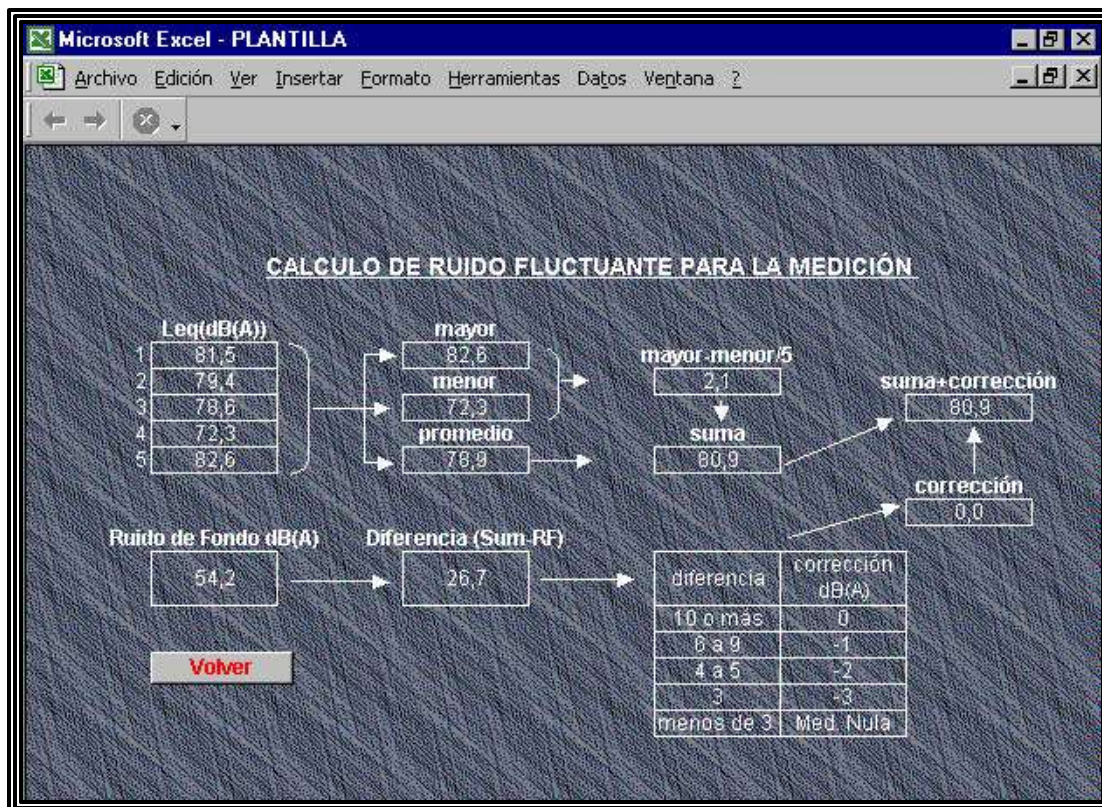 Microsoft Excel - PLANTILLA
Archivo Edición Ver Insertar Formato Herramientas Datos Ventana ?
CALCULO DE RUIDO FLUCTUANTE PARA LA MEDICIÓN
Leq(dB(A))
1 81,5
2 79,4
3 78,6
4 72,3
5 82,6
mayor
82,6
menor
72,3
promedio
78,9
mayor-menor/5
2,1
suma
80,9
suma+corrección
80,9
corrección
0,0
Ruido de Fondo dB(A)
54,2
Diferencia (Sum-RF)
26,7
diferencia corrección dB(A)
10 o más 0
6 a 9 -1
4 a 5 -2
3 -3
menos de 3 Med. Nula
Volver